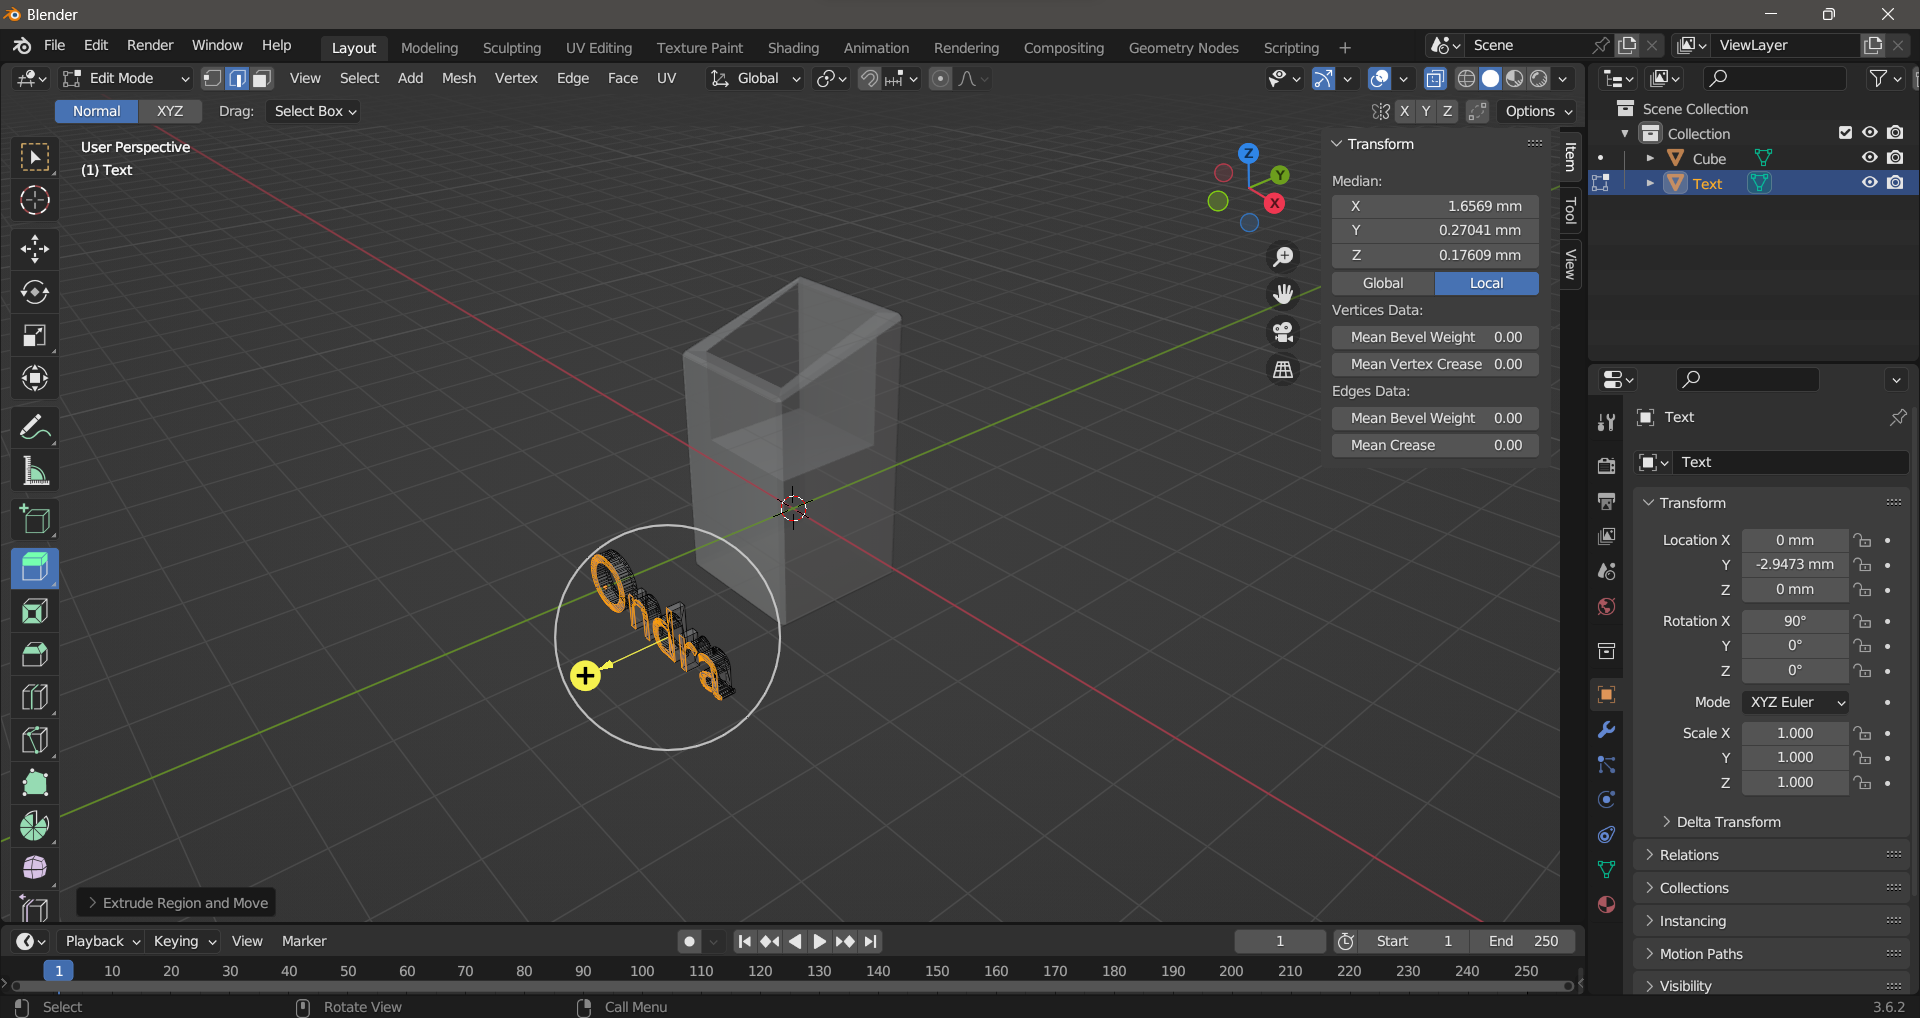 Blender
File Edit Render Window Help Layout Modeling Sculpting UV Editing Texture Paint Shading Animation Rendering Compositing Geometry Nodes Scripting + Scene ViewLayer
Edit Mode View Select Add Mesh Vertex Edge Face UV Global
Normal XYZ Drag: Select Box X Y Z Options
User Perspective
(1) Text
Z
Y
X
Transform
Median:
X 1.6569 mm
Y 0.27041 mm
Z 0.17609 mm
Global Local
Vertices Data:
Mean Bevel Weight 0.00
Mean Vertex Crease 0.00
Edges Data:
Mean Bevel Weight 0.00
Mean Crease 0.00
Item
Tool
View
Scene Collection
Collection
Cube
Text
Text
Text
Transform
Location X 0 mm
Y -2.9473 mm
Z 0 mm
Rotation X 90°
Y 0°
Z 0°
Mode XYZ Euler
Scale X 1.000
Y 1.000
Z 1.000
Delta Transform
Relations
Collections
Instancing
Motion Paths
Visibility
Ondra
Extrude Region and Move
Playback Keying View Marker 1 Start 1 End 250
1 10 20 30 40 50 60 70 80 90 100 110 120 130 140 150 160 170 180 190 200 210 220 230 240 250
Select Rotate View Call Menu 3.6.2